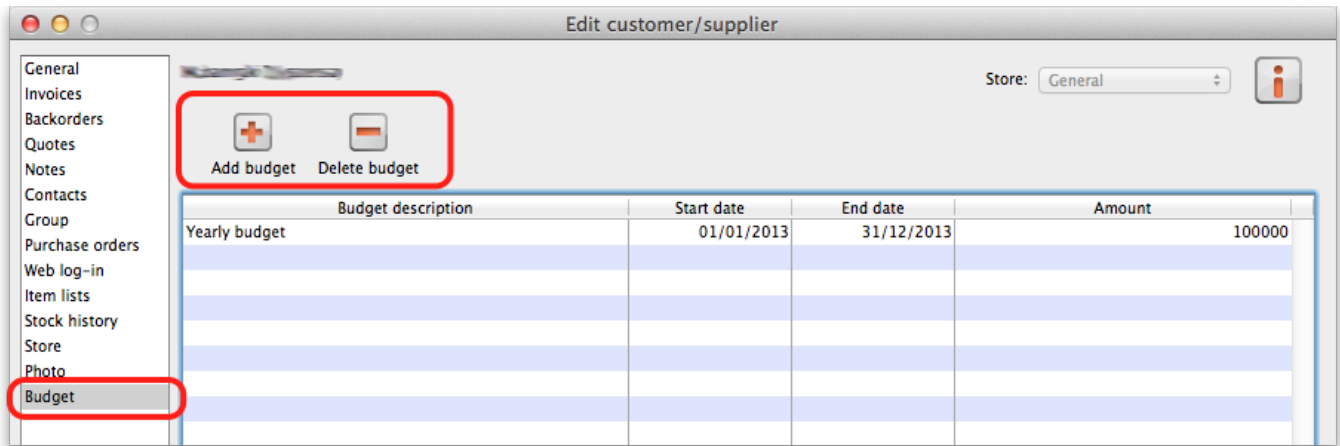 Edit customer/supplier
General
Invoices
Backorders
Quotes
Notes
Contacts
Group
Purchase orders
Web log-in
Item lists
Stock history
Store
Photo
Budget
Store: General
Add budget Delete budget
Budget description Start date End date Amount
Yearly budget 01/01/2013 31/12/2013 100000